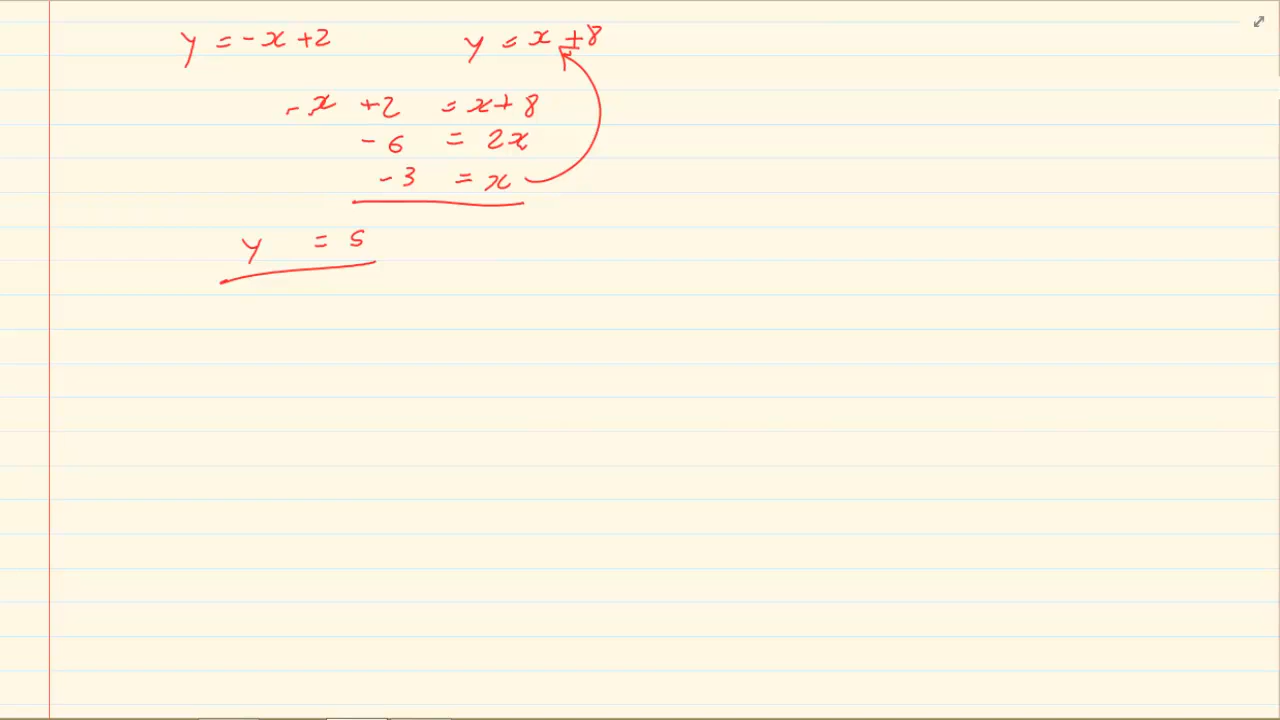 y = -x +2 y = x +8
-x +2 = x + 8
-6 = 2x
-3 = x
y = 5